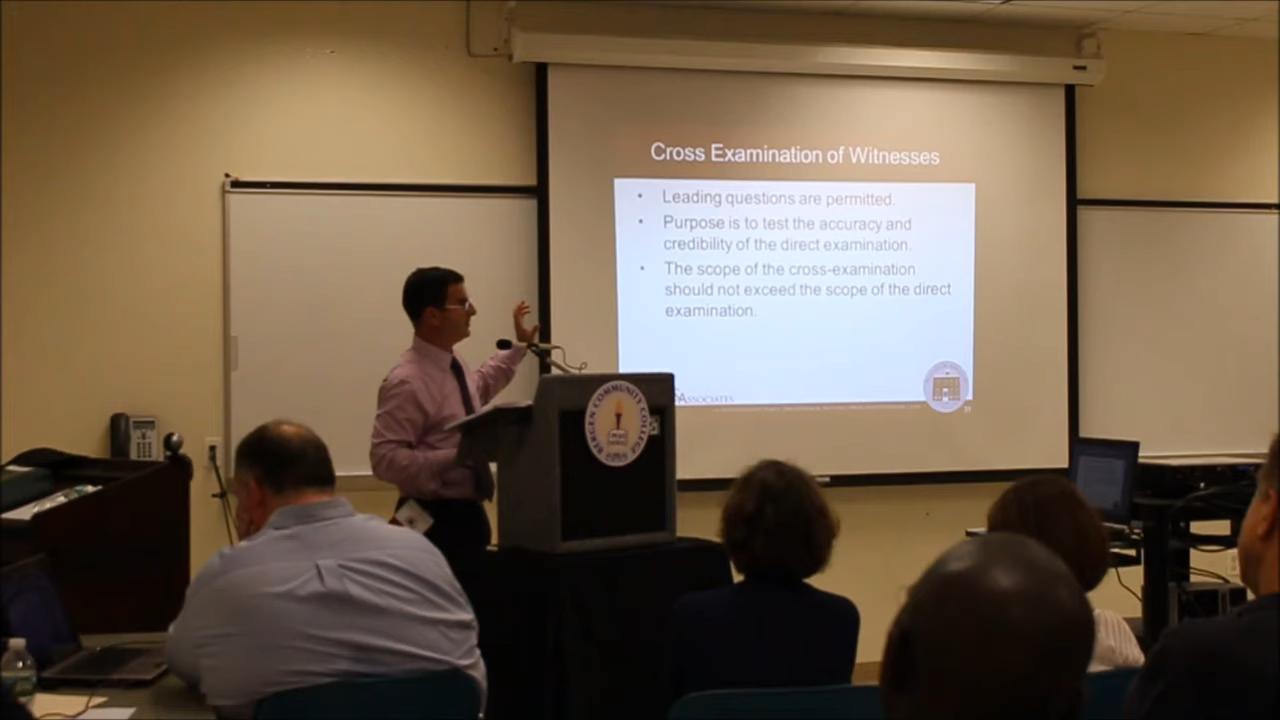 Cross Examination of Witnesses
• Leading questions are permitted.
• Purpose is to test the accuracy and
credibility of the direct examination.
• The scope of the cross-examination
should not exceed the scope of the direct
examination.
ASSOCIATES
BERGEN COMMUNITY COLLEGE